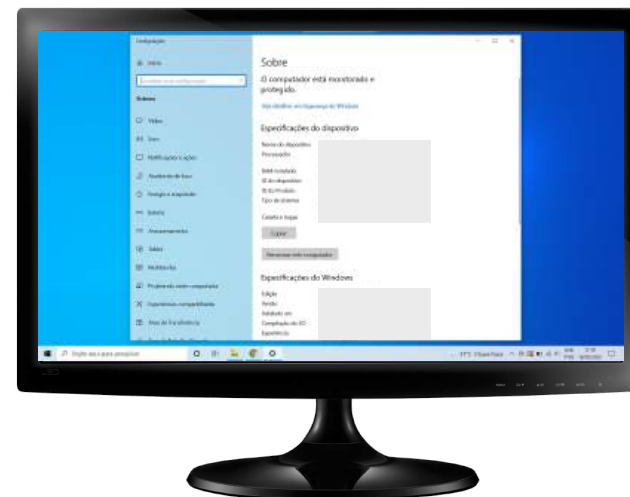 Configurações
Início
Sistema
Vídeo
Som
Notificações e ações
Assistente de foco
Energia e suspensão
Bateria
Armazenamento
Tablet
Multitarefas
Projetando neste computador
Experiências compartilhadas
Área de Transferência
Sobre
O computador está monitorado e
protegido.
Especificações do dispositivo
Nome do dispositivo
Processador
RAM instalada
ID do dispositivo
ID do Produto
Tipo de sistema
Caneta e toque
Copiar
Renomear este computador
Especificações do Windows
Edição
Versão
Instalado em
Compilação do SO
Experiência
Digite aqui para pesquisar